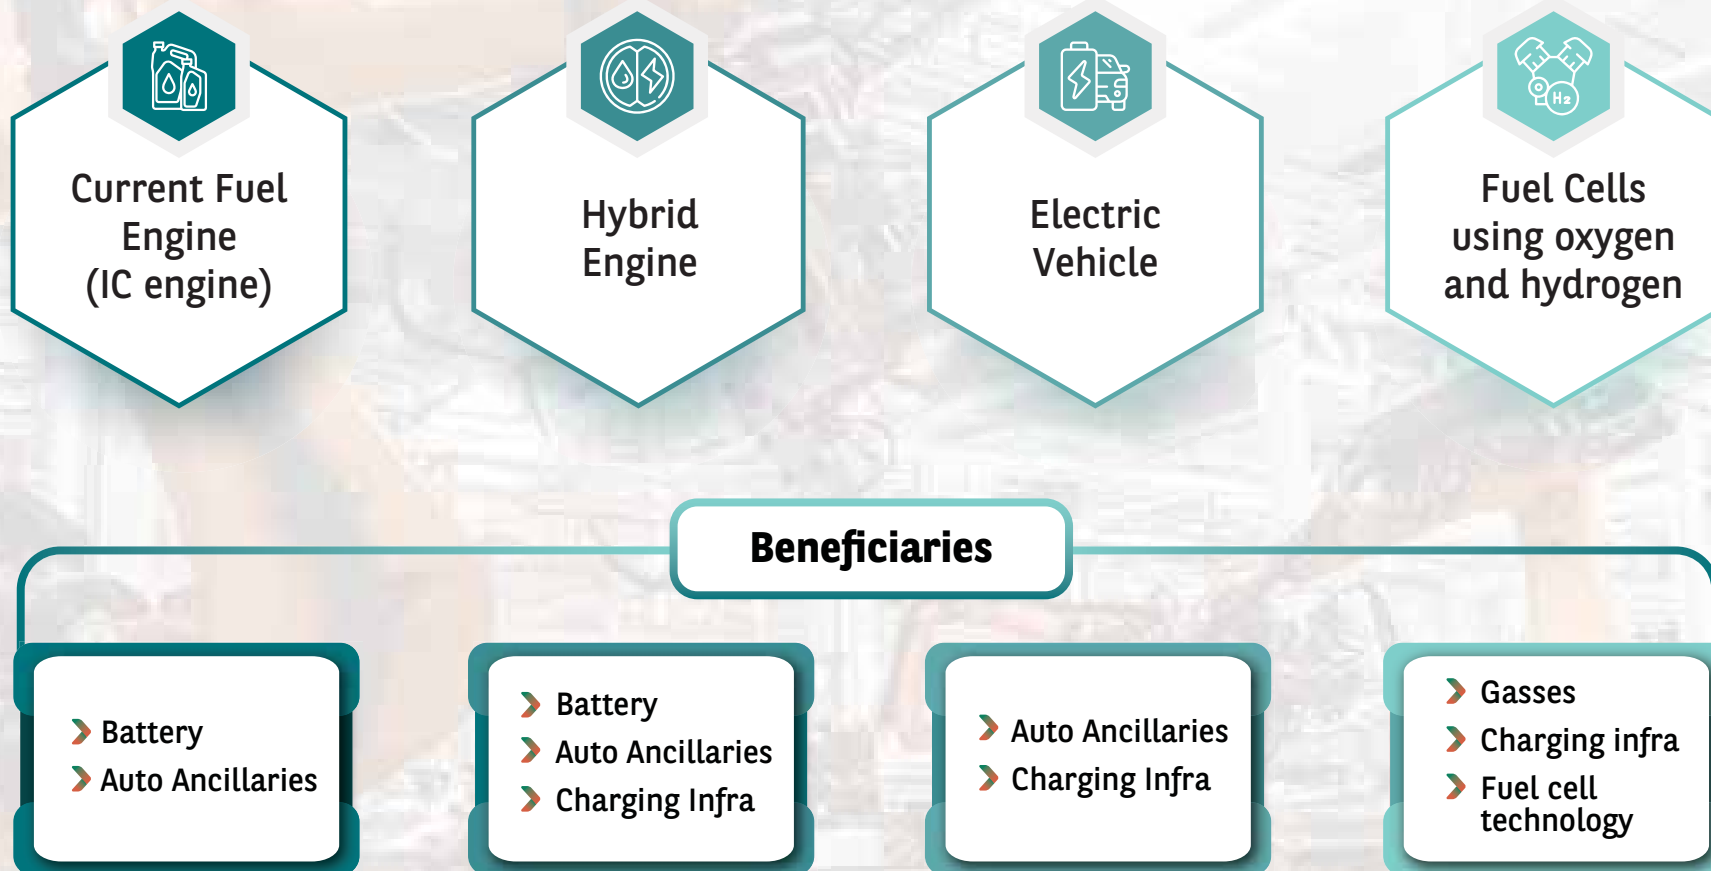 Current Fuel
Engine
(IC engine)
Hybrid
Engine
Electric
Vehicle
H2
Fuel Cells
using oxygen
and hydrogen
Beneficiaries
Battery
Auto Ancillaries
Battery
Auto Ancillaries
Charging Infra
Auto Ancillaries
Charging Infra
Gasses
Charging infra
Fuel cell
technology